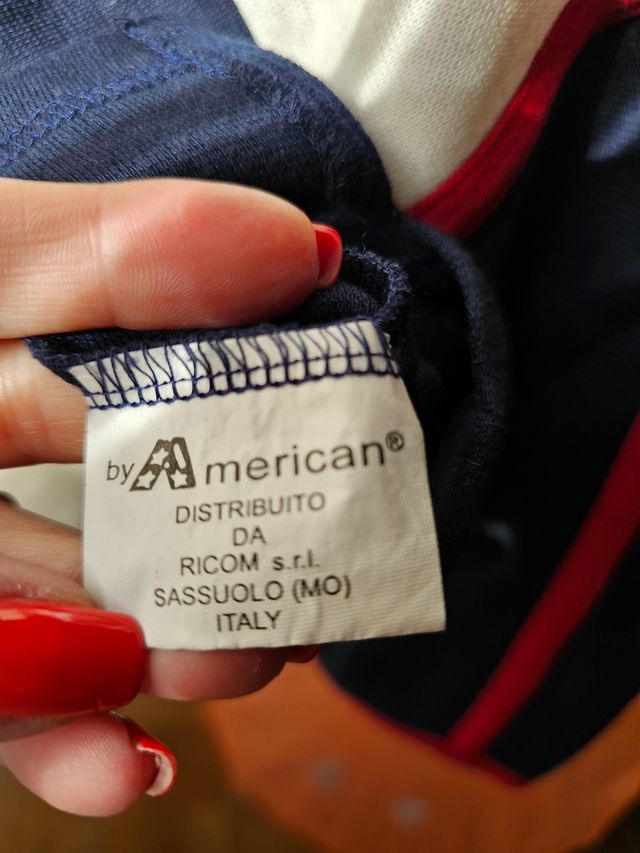 by American®
DISTRIBUITO
DA
RICOM s.r.l.
SASSUOLO (MO)
ITALY